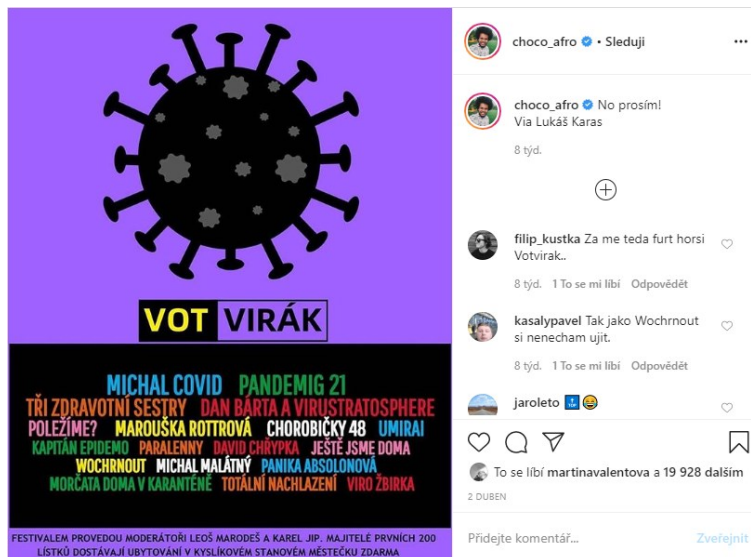 VOT VIRÁK
MICHAL COVID PANDEMIG 21
TŘI ZDRAVOTNÍ SESTRY DAN BÁRTA A VIRUSTRATOSPHERE
POLEŽÍME? MAROUŠKA ROTTROVÁ CHOROBIČKY 48 UMIRAI
KAPITÁN EPIDEMO PARALENNY DAVID CHŘYPKA JEŠTĚ JSME DOMA
WOCHRNOUT MICHAL MALÁTNÝ PANIKA ABSOLONOVÁ
MORČATA DOMA V KARANTÉNĚ TOTÁLNÍ NACHLAZENÍ VIRO ŽBIRKA
FESTIVALEM PROVEDOU MODERÁTOŘI LEOŠ MARODEŠ A KAREL JIP. MAJITELÉ PRVNÍCH 200
LÍSTKŮ DOSTÁVAJÍ UBYTOVÁNÍ V KYSLÍKOVÉM STANOVÉM MĚSTEČKU ZDARMA
choco_afro • Sleduji
choco_afro No prosím!
Via Lukáš Karas
8 týd.
filip_kustka Za me teda furt horsi
Votvirak..
8 týd. 1 To se mi líbí Odpovědět
kasalypavel Tak jako Wochrnout
si nenecham ujit.
8 týd. 1 To se mi líbí Odpovědět
jaroleto 🔝😂
To se líbí martinavalentova a 19 928 dalším
2 DUBEN
Přidejte komentář... Zveřejnit